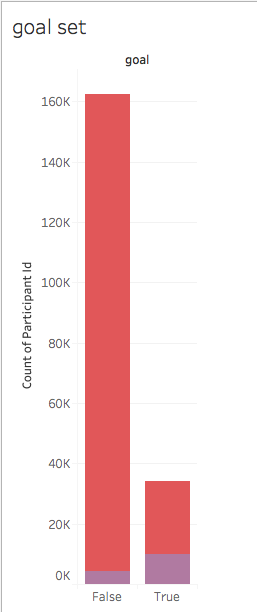 goal set
goal
160K
140K
120K
100K
80K
60K
40K
20K
0K
Count of Participant Id
False True